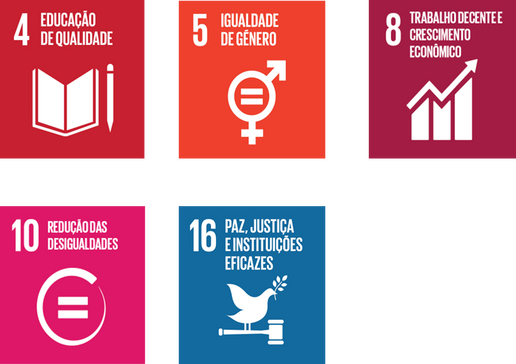 4 EDUCAÇÃO
DE QUALIDADE
5 IGUALDADE
DE GÉNERO
8 TRABALHO DECENTE E
CRESCIMENTO
ECONÔMICO
10 REDUÇÃO DAS
DESIGUALDADES
16 PAZ, JUSTIÇA
E INSTITUIÇÕES
EFICAZES